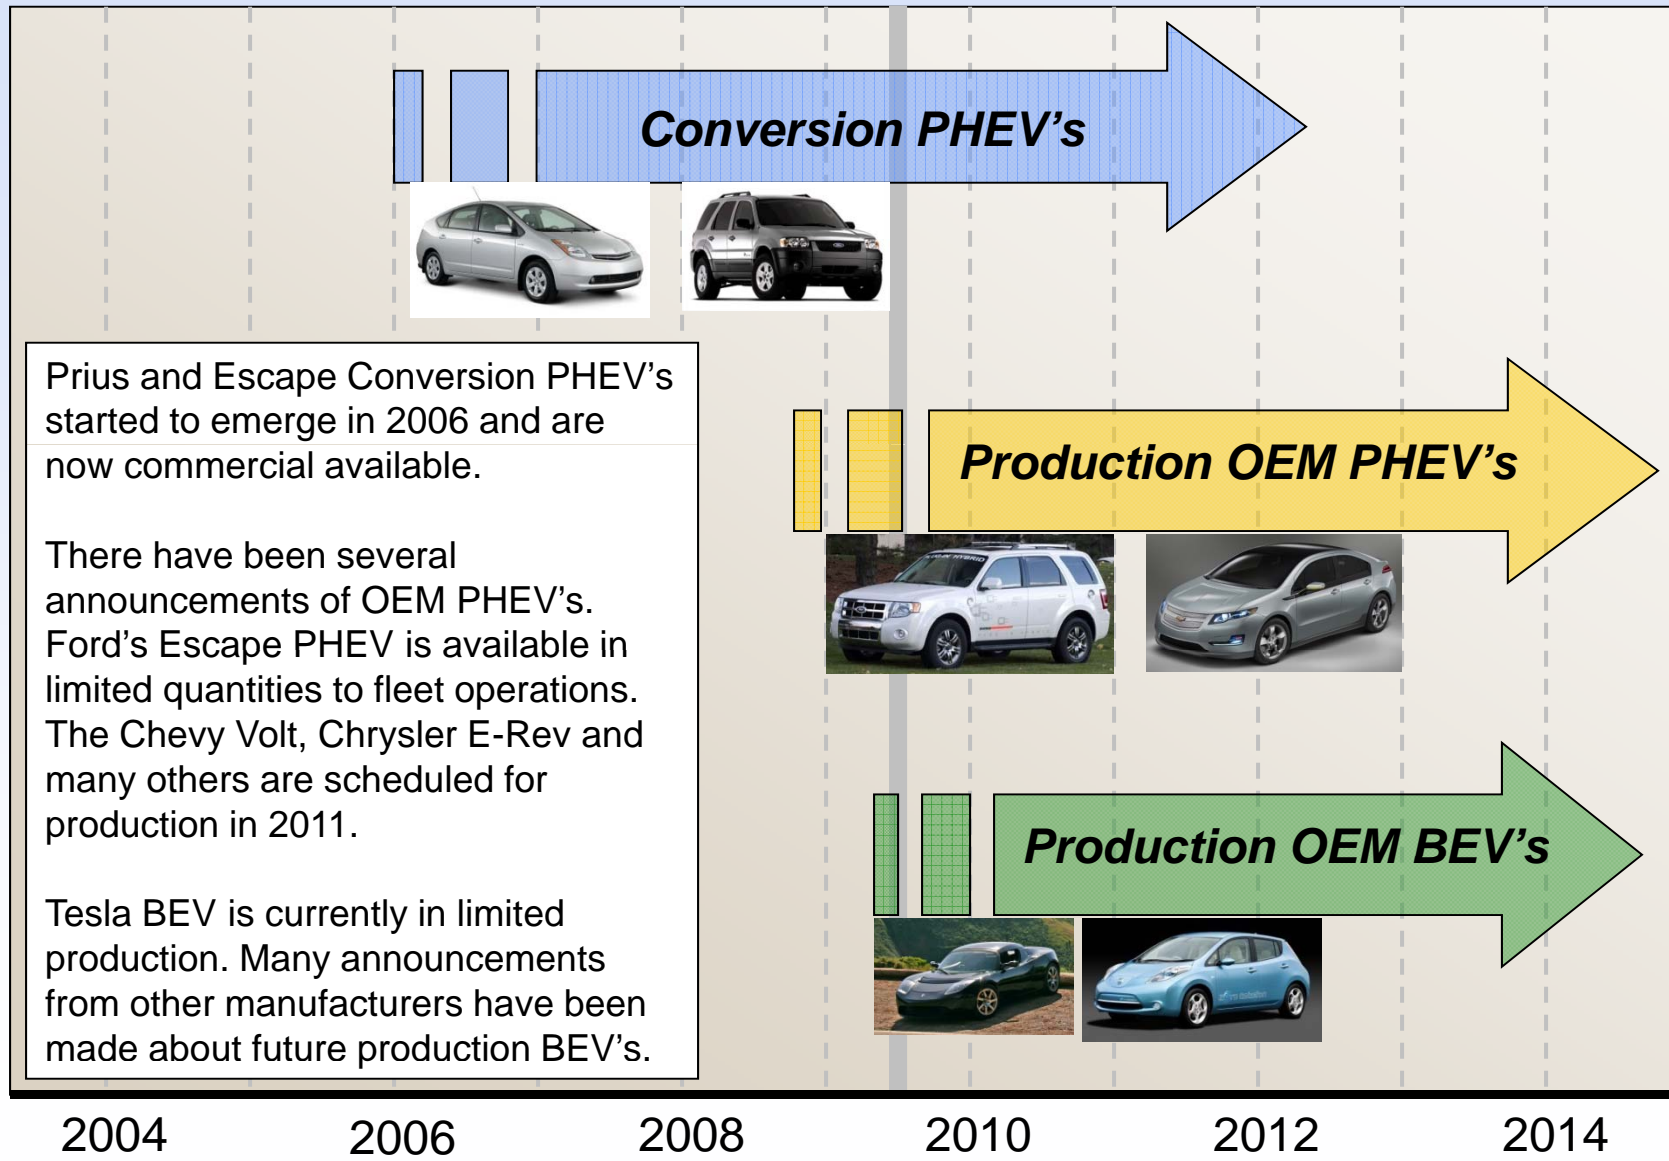 Conversion PHEV’s
Prius and Escape Conversion PHEV’s
started to emerge in 2006 and are
now commercial available.
There have been several
announcements of OEM PHEV’s.
Ford’s Escape PHEV is available in
limited quantities to fleet operations.
The Chevy Volt, Chrysler E-Rev and
many others are scheduled for
production in 2011.
Tesla BEV is currently in limited
production. Many announcements
from other manufacturers have been
made about future production BEV’s.
Production OEM PHEV’s
Production OEM BEV’s
2004 2006 2008 2010 2012 2014